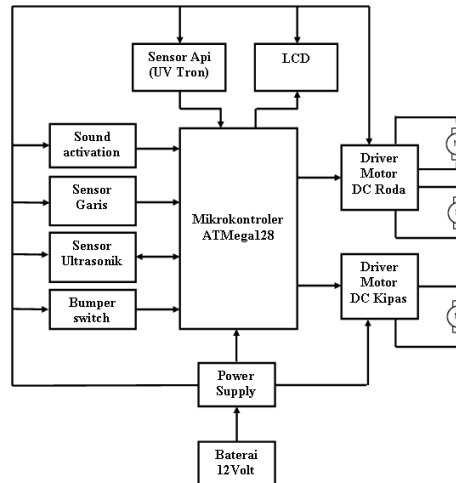 Sensor Api
(UV Tron)
LCD
Sound
activation
Sensor
Garis
Sensor
Ultrasonik
Bumper
switch
Mikrokontroler
ATMega128
Driver
Motor
DC Roda
Driver
Motor
DC Kipas
Power
Supply
Baterai
12Volt